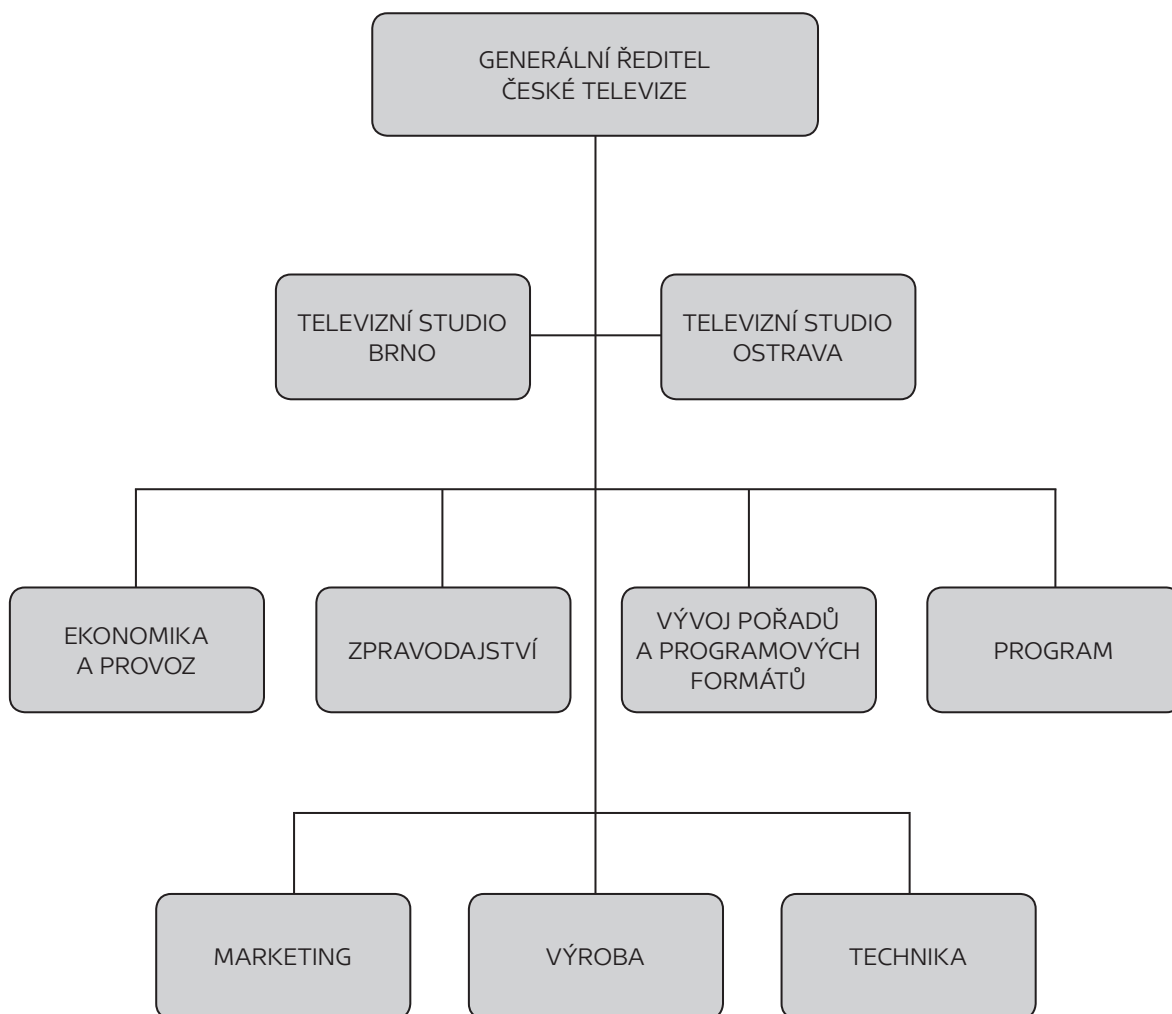 GENERÁLNÍ ŘEDITEL
ČESKÉ TELEVIZE
TELEVIZNÍ STUDIO
BRNO
TELEVIZNÍ STUDIO
OSTRAVA
EKONOMIKA
A PROVOZ
ZPRAVODAJSTVÍ
VÝVOJ POŘADŮ
A PROGRAMOVÝCH
FORMÁTŮ
PROGRAM
MARKETING
VÝROBA
TECHNIKA